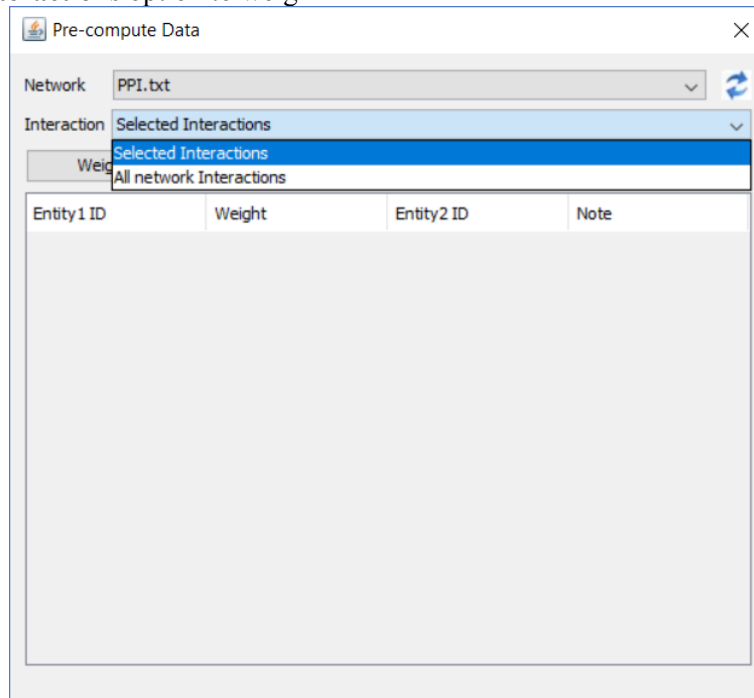 Pre-compute Data
Network PPI.txt
Interaction Selected Interactions
Selected Interactions
All network Interactions
Entity1 ID Weight Entity2 ID Note